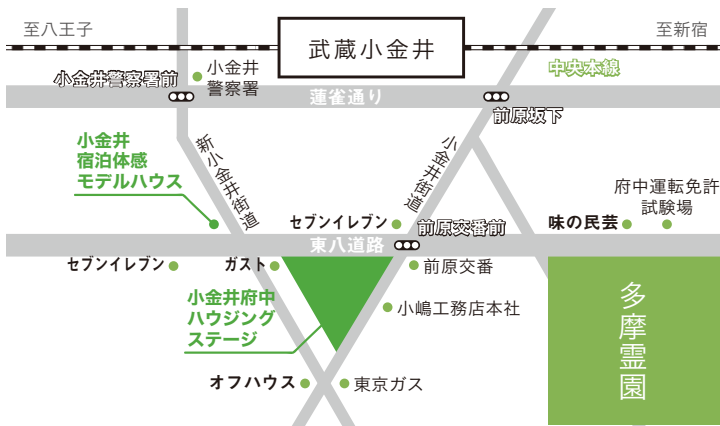 至八王子
武蔵小金井
至新宿
中央本線
小金井警察署前
小金井
警察署
蓮雀通り
前原坂下
小金井
宿泊体感
モデルハウス
新小金井街道
小金井街道
府中運転免許
試験場
セブンイレブン
前原交番前
味の民芸
東八道路
セブンイレブン
ガスト
前原交番
小金井府中
ハウジング
ステージ
小嶋工務店本社
多摩霊園
オフハウス
東京ガス